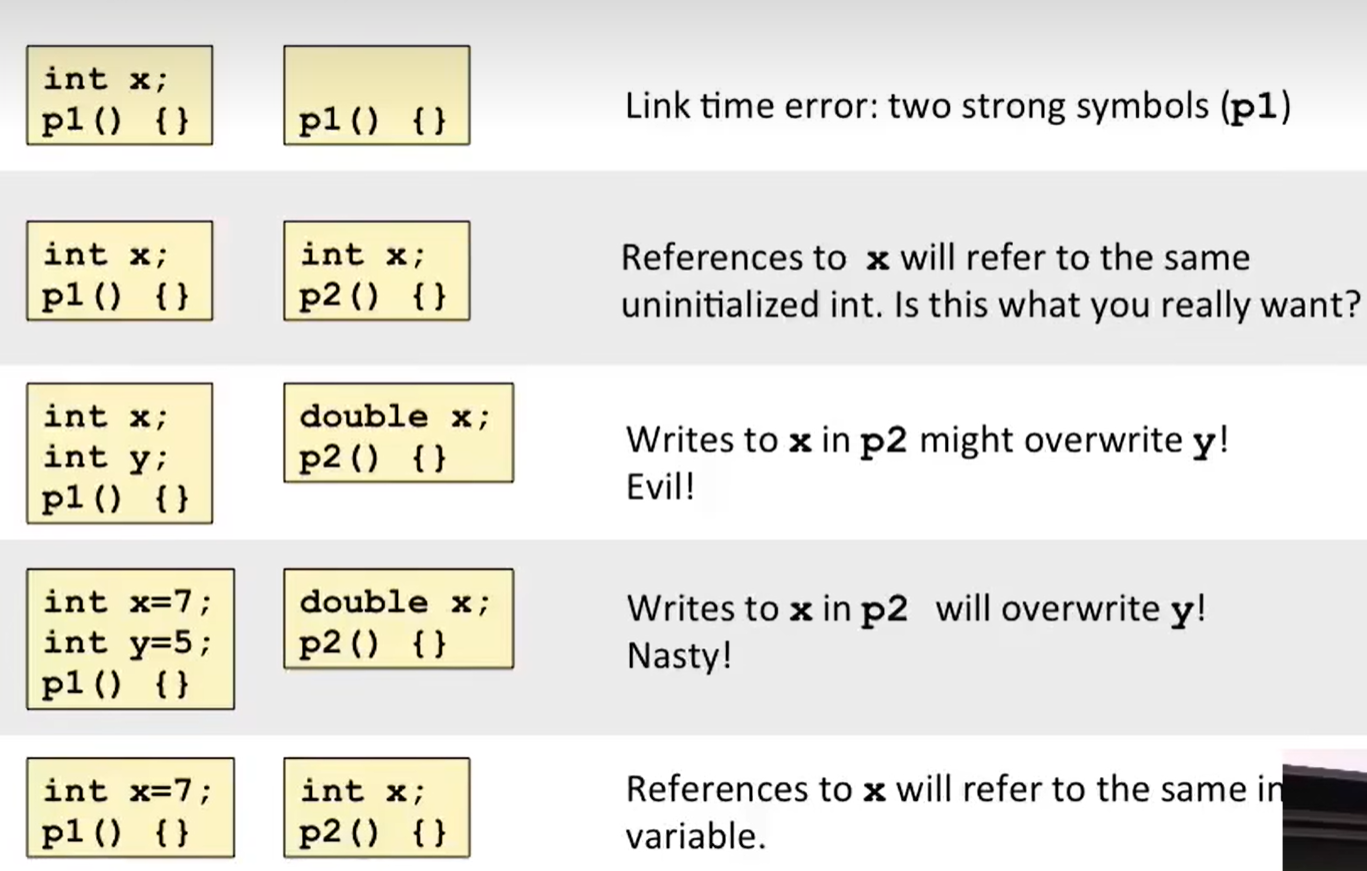 int x;
p1() {}
p1() {}
Link time error: two strong symbols (p1)
int x;
p1() {}
int x;
p2() {}
References to x will refer to the same
uninitialized int. Is this what you really want?
int x;
int y;
p1() {}
double x;
p2() {}
Writes to x in p2 might overwrite y!
Evil!
int x=7;
int y=5;
p1() {}
double x;
p2() {}
Writes to x in p2 will overwrite y!
Nasty!
int x=7;
p1() {}
int x;
p2() {}
References to x will refer to the same
variable.